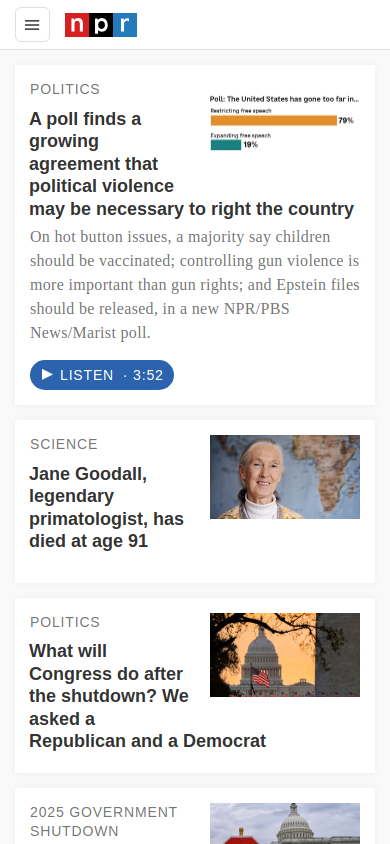 npr
POLITICS
A poll finds a
growing
agreement that
political violence
may be necessary to right the country
Poll: The United States has gone too far in...
Restricting free speech
79%
Expanding free speech
19%
On hot button issues, a majority say children
should be vaccinated; controlling gun violence is
more important than gun rights; and Epstein files
should be released, in a new NPR/PBS
News/Marist poll.
LISTEN · 3:52
SCIENCE
Jane Goodall,
legendary
primatologist, has
died at age 91
POLITICS
What will
Congress do after
the shutdown? We
asked a
Republican and a Democrat
2025 GOVERNMENT
SHUTDOWN